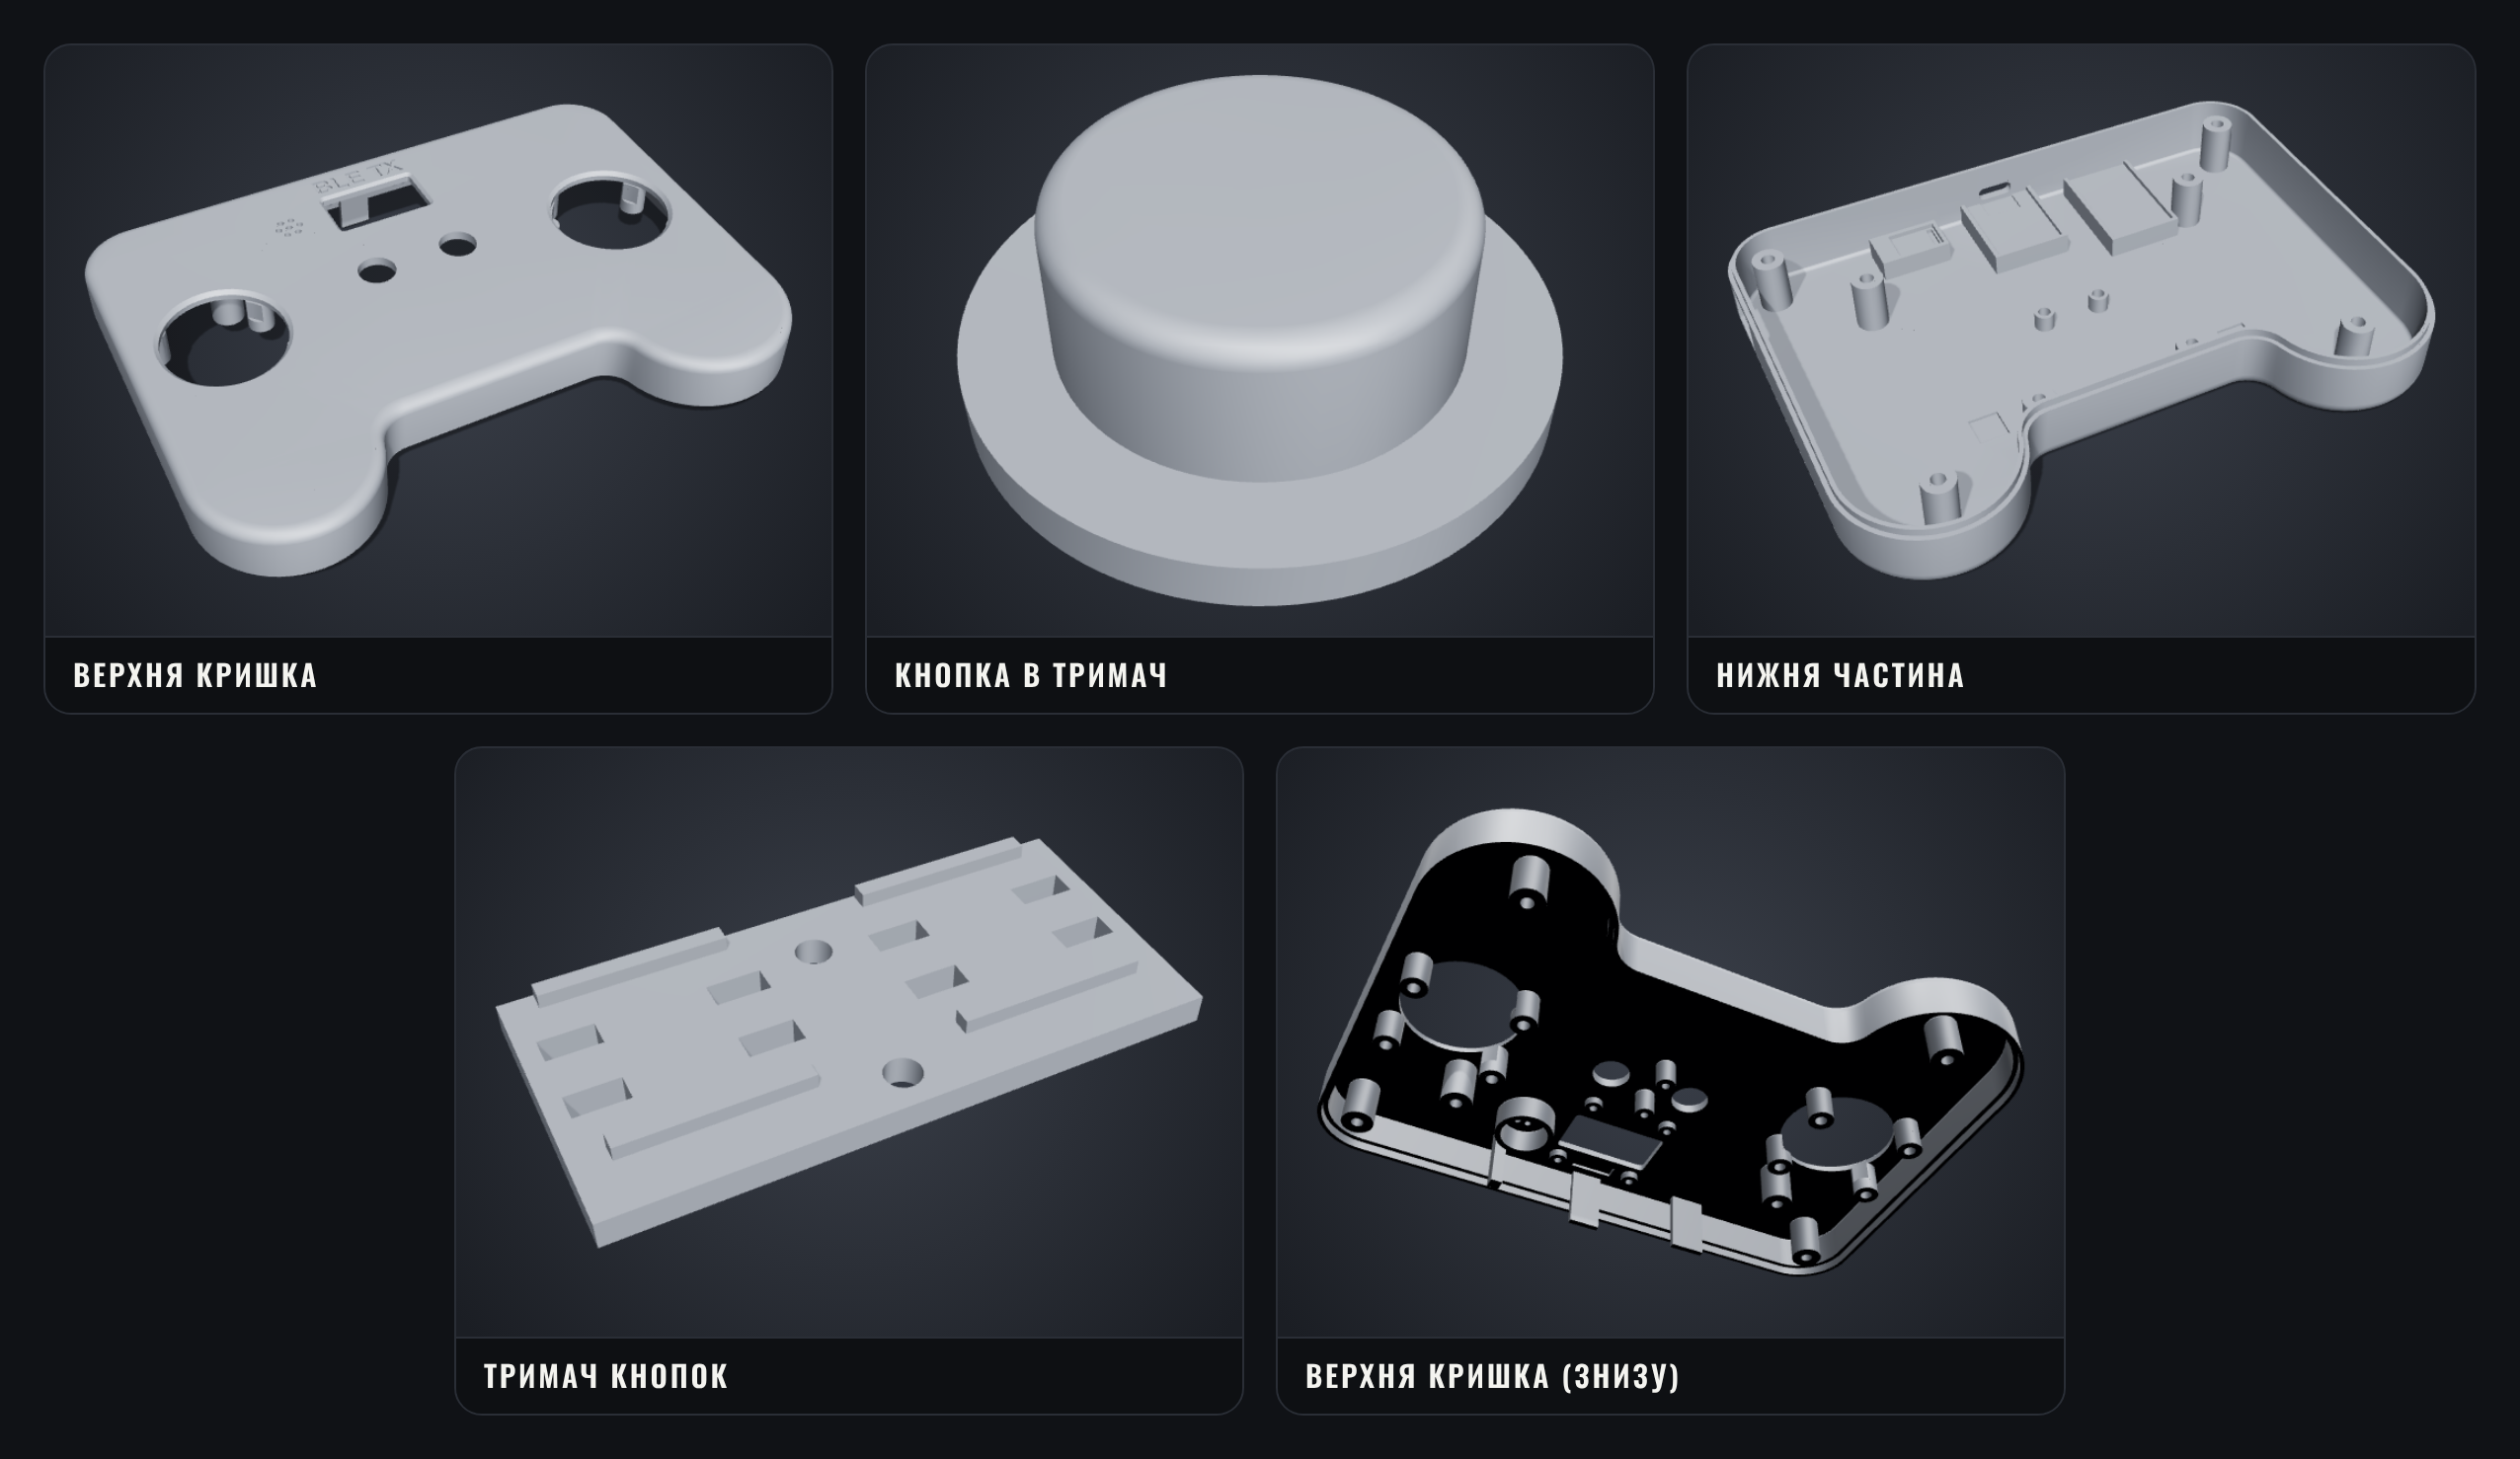 BLE TX
ВЕРХНЯ КРИШКА
КНОПКА В ТРИМАЧ
НИЖНЯ ЧАСТИНА
ТРИМАЧ КНОПОК
ВЕРХНЯ КРИШКА (ЗНИЗУ)